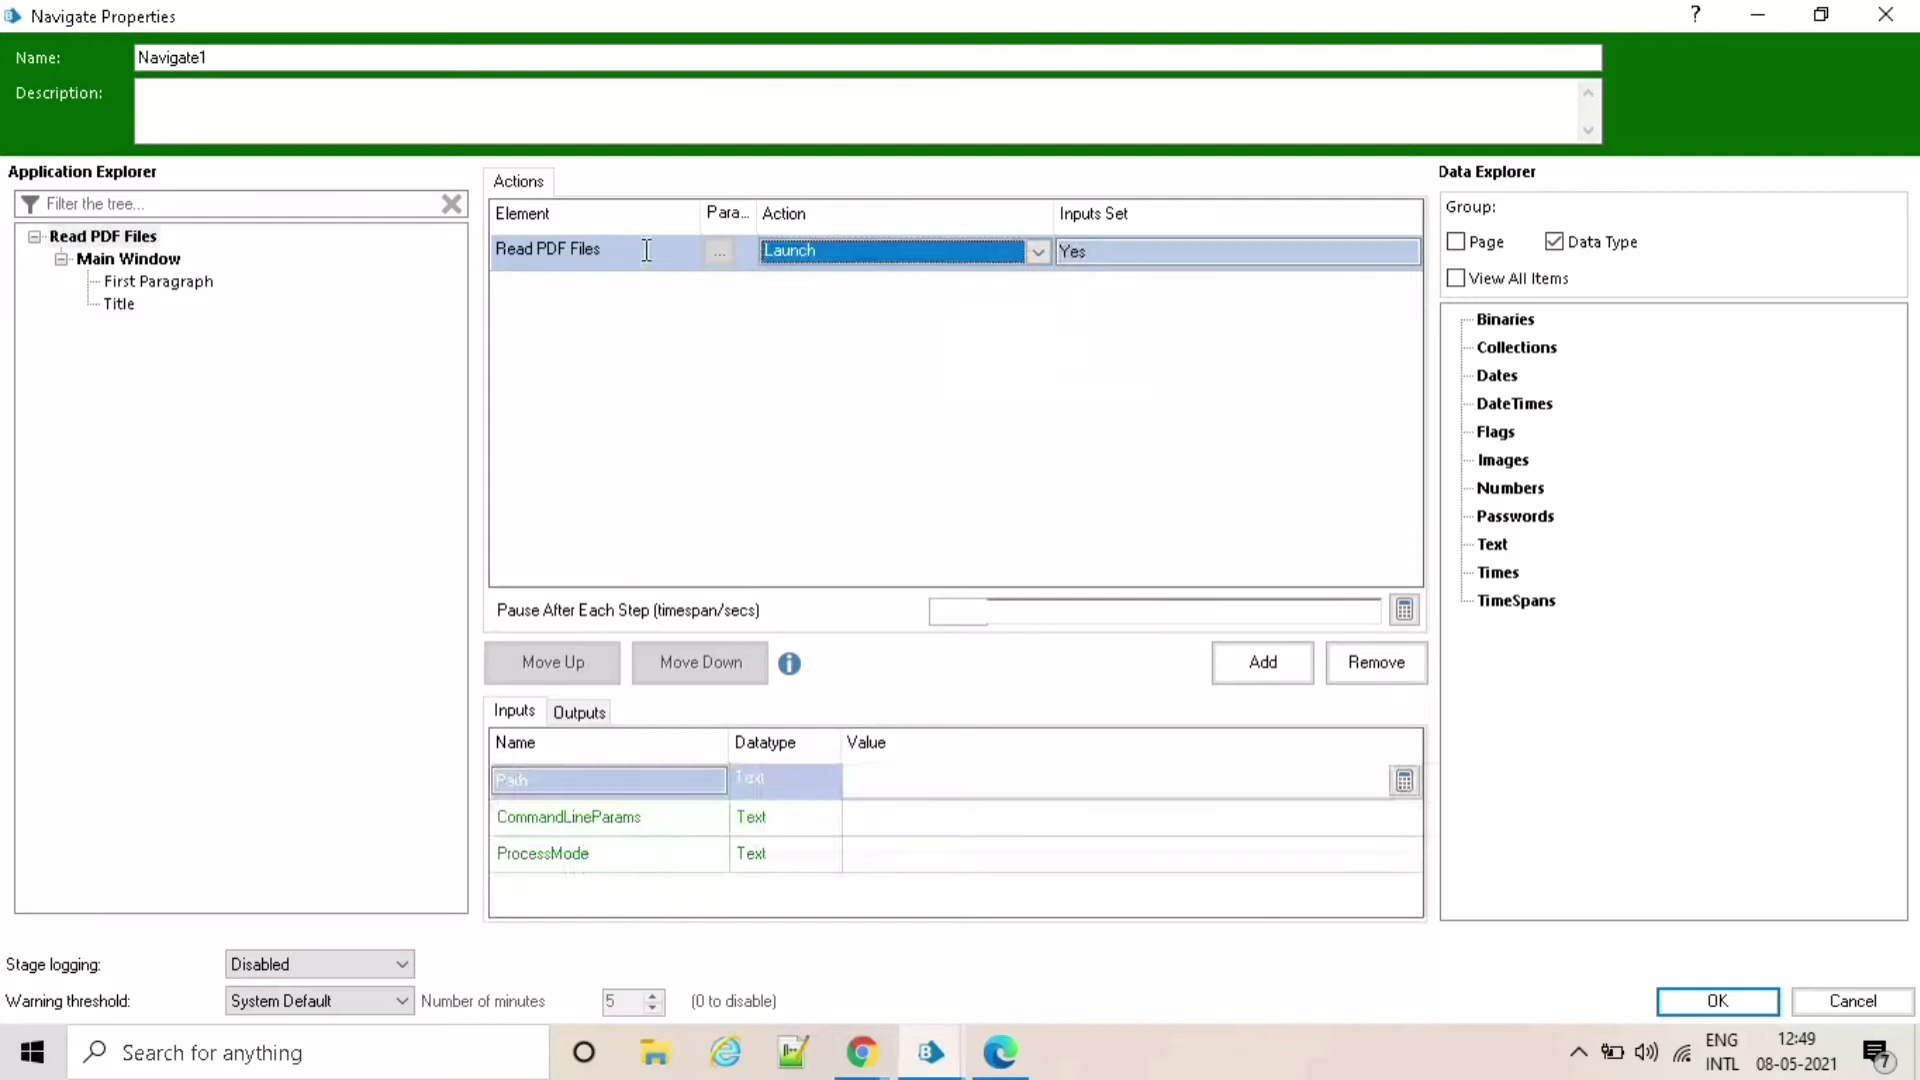 Navigate Properties
?
Name:
Navigate1
Description:
Application Explorer
Filter the tree...
Read PDF Files
Main Window
First Paragraph
Title
Actions
Element
Para...
Action
Inputs Set
Read PDF Files
...
Launch
Yes
Pause After Each Step (timespan/secs)
Move Up
Move Down
i
Add
Remove
Inputs
Outputs
Name
Datatype
Value
Path
Text
CommandLineParams
Text
ProcessMode
Text
Data Explorer
Group:
Page
Data Type
View All Items
Binaries
Collections
Dates
DateTimes
Flags
Images
Numbers
Passwords
Text
Times
TimeSpans
Stage logging:
Disabled
Warning threshold:
System Default
Number of minutes
5
(0 to disable)
OK
Cancel
Search for anything
ENG
INTL
12:49
08-05-2021
7